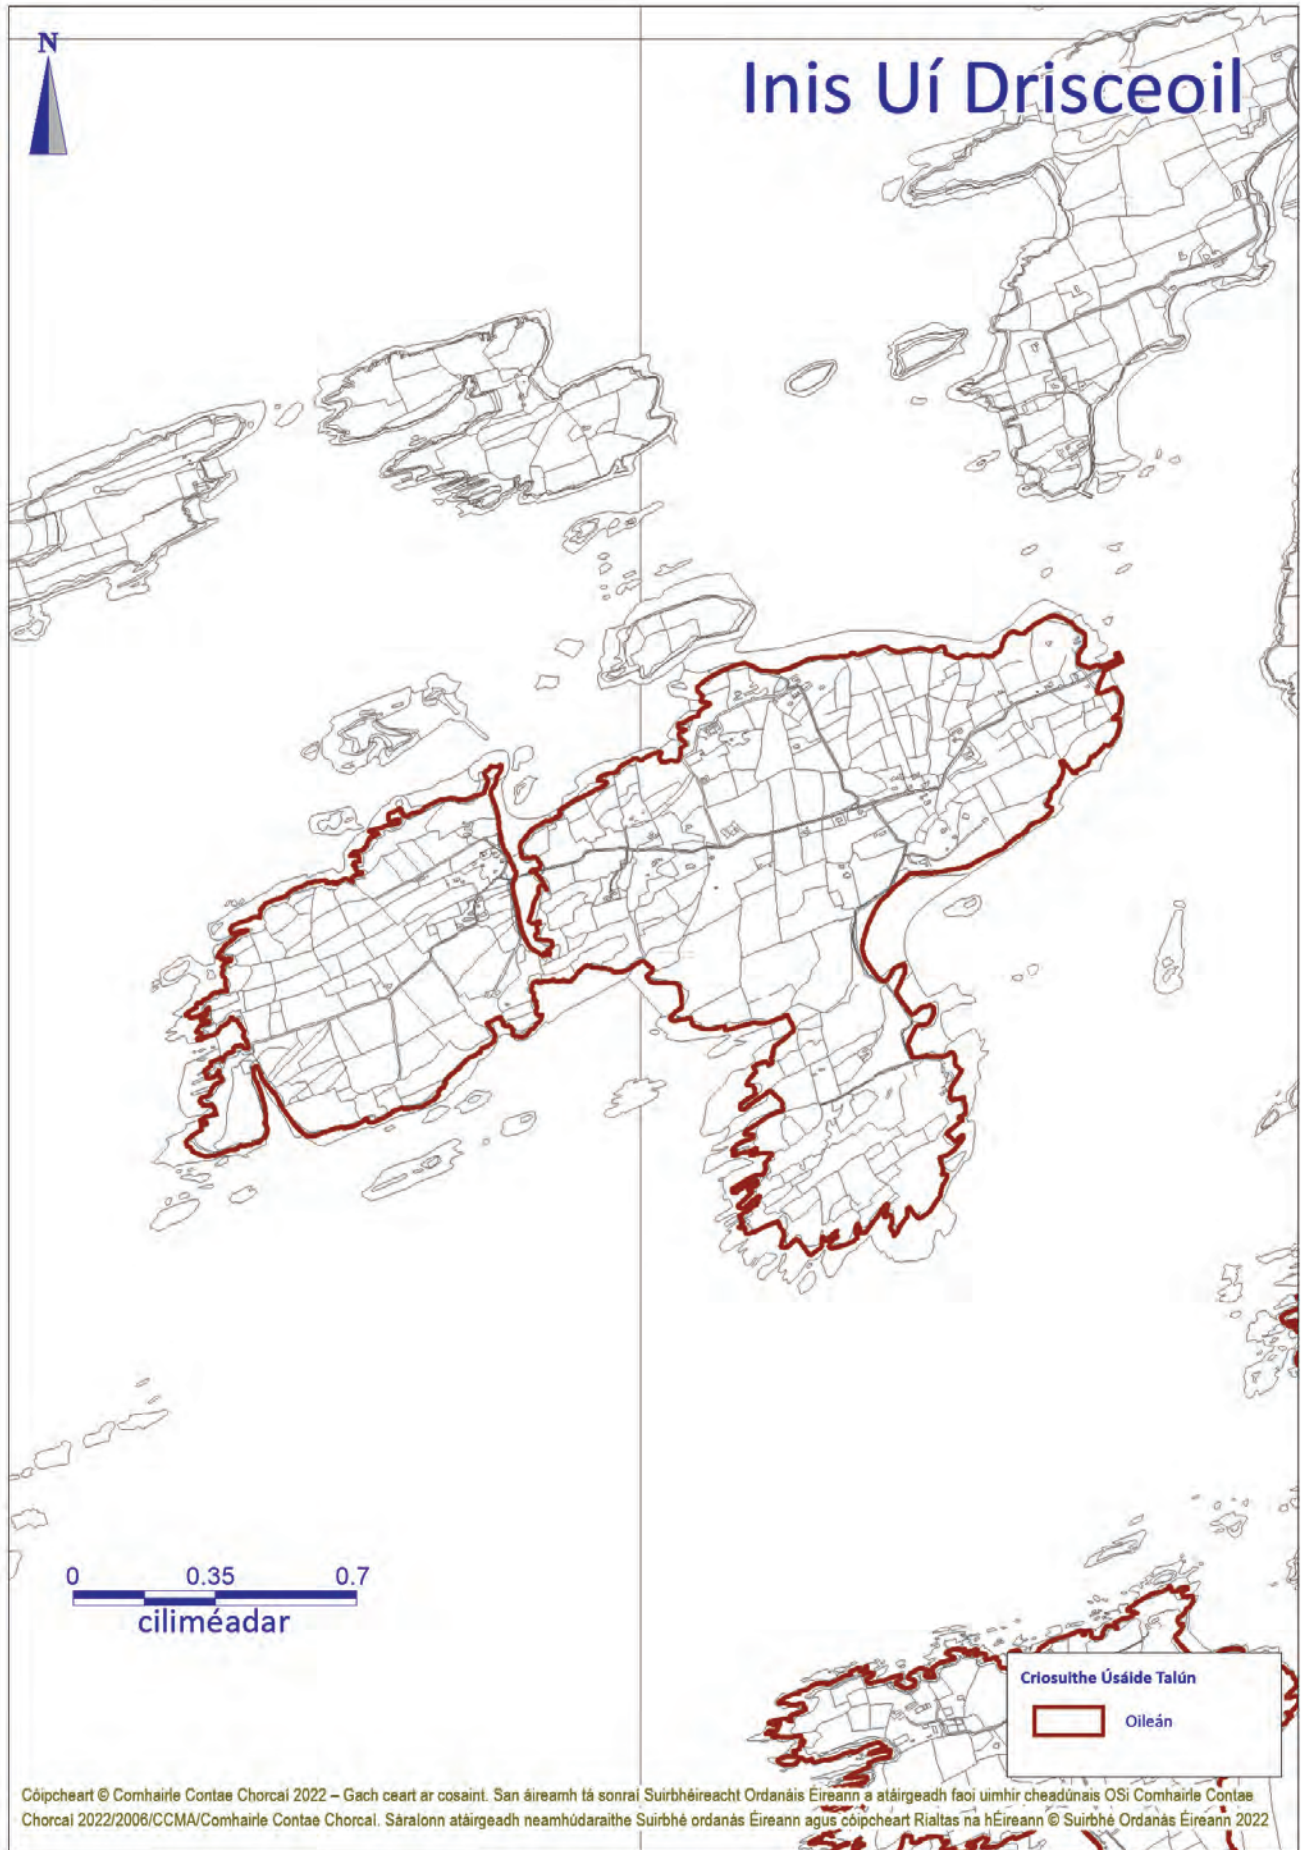 N
Inis Uí Drisceoil
0 0.35 0.7
ciliméadar
Criosuithe Úsáide Talún
Oileán
Cóipcheart © Comhairle Contae Chorcaí 2022 – Gach ceart ar cosaint. San áireamh tá sonraí Suirbhéireacht Ordanáis Éireann a atáirgeadh faoi uimhir cheadúnais OSi Comhairle Contae
Chorcaí 2022/2006/CCMA/Comhairle Contae Chorcaí. Sáraíonn atáirgeadh neamhúdaraithe Suirbhé ordanás Éireann agus cóipcheart Rialtas na hÉireann © Suirbhé Ordanás Éireann 2022